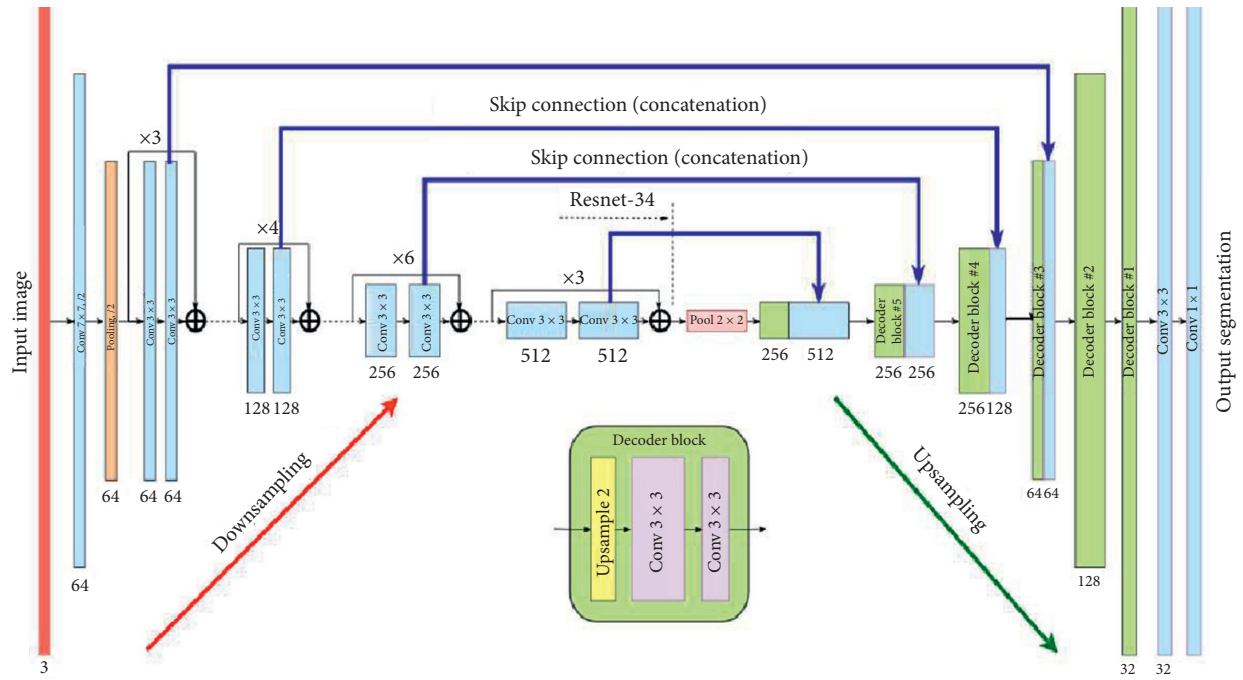 Skip connection (concatenation)
Skip connection (concatenation)
Resnet-34
×3
×4
×6
×3
Input image
3
Conv 7 × 7, /2
64
Pooling, /2
64
Conv 3 × 3
64
Conv 3 × 3
64
Conv 3 × 3
128
Conv 3 × 3
128
Conv 3 × 3
256
Conv 3 × 3
256
Conv 3 × 3
512
Conv 3 × 3
512
Pool 2 × 2
256
512
Decoder
block #5
256
256
Decoder block #4
256
128
Decoder block #3
64
64
Decoder block #2
128
Decoder block #1
32
Conv 3 × 3
32
Conv 1 × 1
Output segmentation
Downsampling
Upsampling
Decoder block
Upsample 2
Conv 3 × 3
Conv 3 × 3